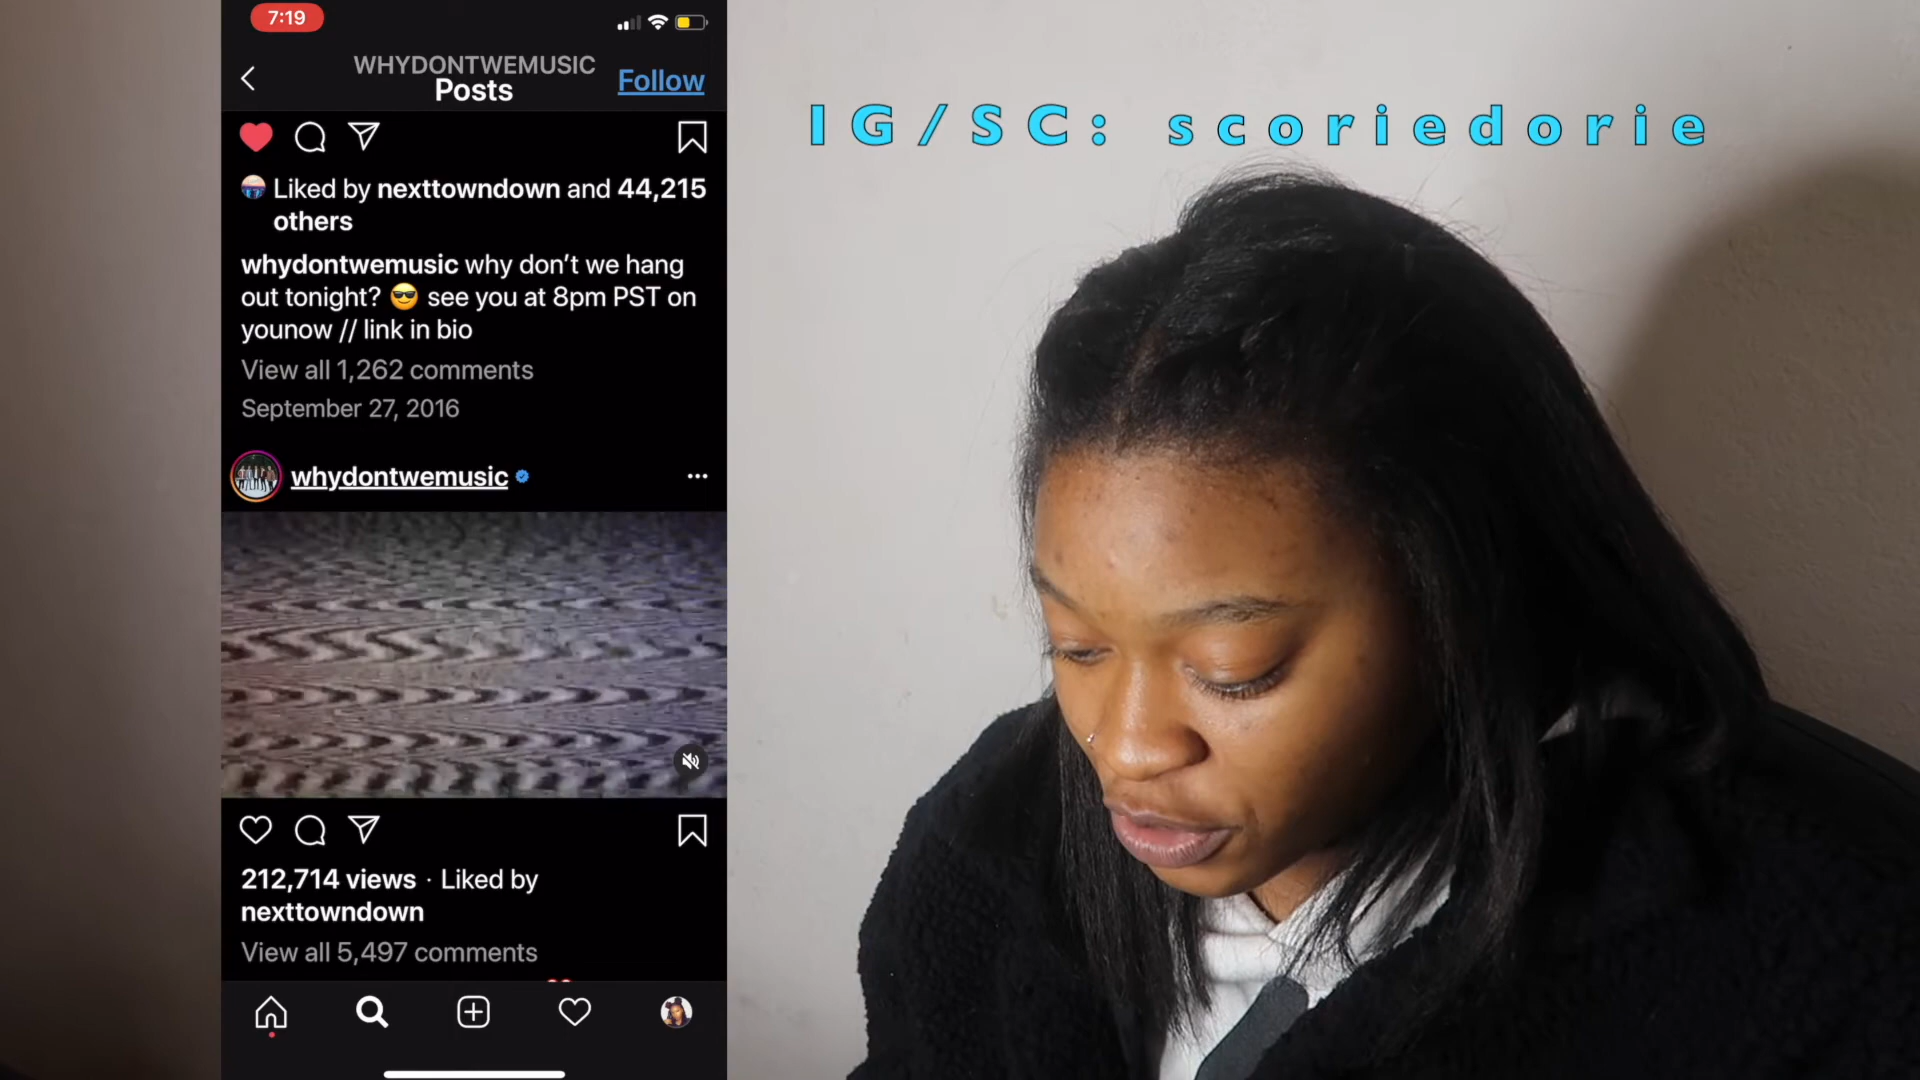 7:19
WHYDONTWEMUSIC
Posts
Follow
Liked by nexttowndown and 44,215
others
whydontwemusic why don’t we hang
out tonight? 😎 see you at 8pm PST on
younow // link in bio
View all 1,262 comments
September 27, 2016
whydontwemusic
212,714 views · Liked by
nexttowndown
View all 5,497 comments
IG/SC: scoriedorie